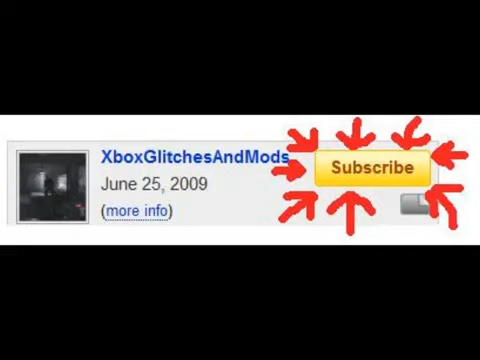 XboxGlitchesAndMods
Subscribe
June 25, 2009
(more info)